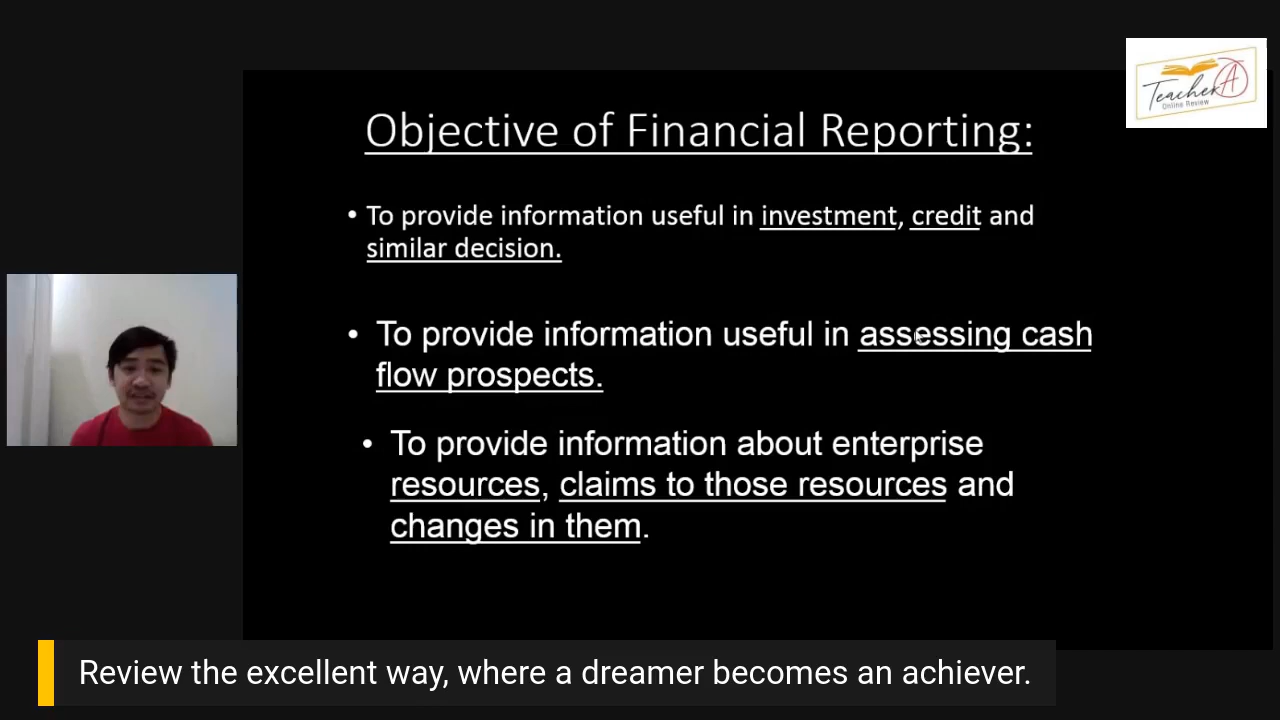 Teacher A
Online Review
Objective of Financial Reporting:
• To provide information useful in investment, credit and
similar decision.
• To provide information useful in assessing cash
flow prospects.
• To provide information about enterprise
resources, claims to those resources and
changes in them.
Review the excellent way, where a dreamer becomes an achiever.